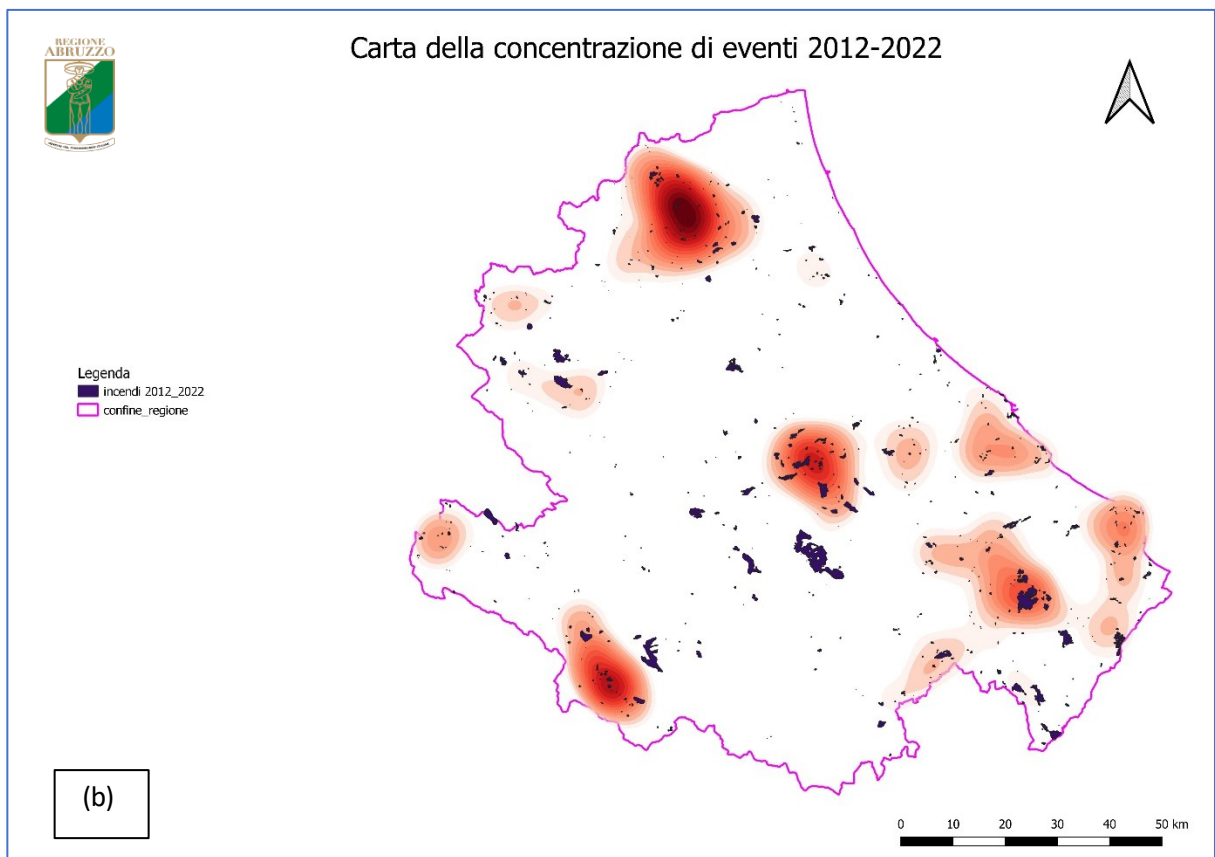 REGIONE
ABRUZZO
Carta della concentrazione di eventi 2012-2022
Legenda
incendi 2012_2022
confine_regione
(b)
0 10 20 30 40 50 km